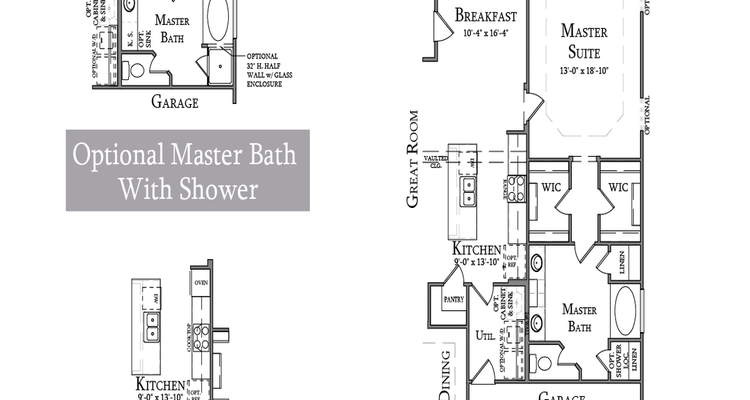 OPT.
CABINET
& SINK
K. S.
OPT.
SINK
MASTER
BATH
OPTIONAL W/D
OPTIONAL
32" H. HALF
WALL w/ GLASS
ENCLOSURE
GARAGE
Optional Master Bath
With Shower
OVEN
D/W
COOKTOP
KITCHEN
9'-0" x 13'-10"
OPT.
REF
BREAKFAST
10'-4" x 16'-4"
MASTER
SUITE
13'-0" x 18'-10"
OPTIONAL
GREAT ROOM
VAULTED
CLG.
D/W
RANGE
WIC
WIC
KITCHEN
9'-0" x 13'-10"
OPT.
REF
LINEN
PANTRY
OPT.
CABINET
& SINK
UTIL
OPTIONAL W/D
MASTER
BATH
OPT.
SHOWER
LOC.
LINEN
DINING
GARAGE